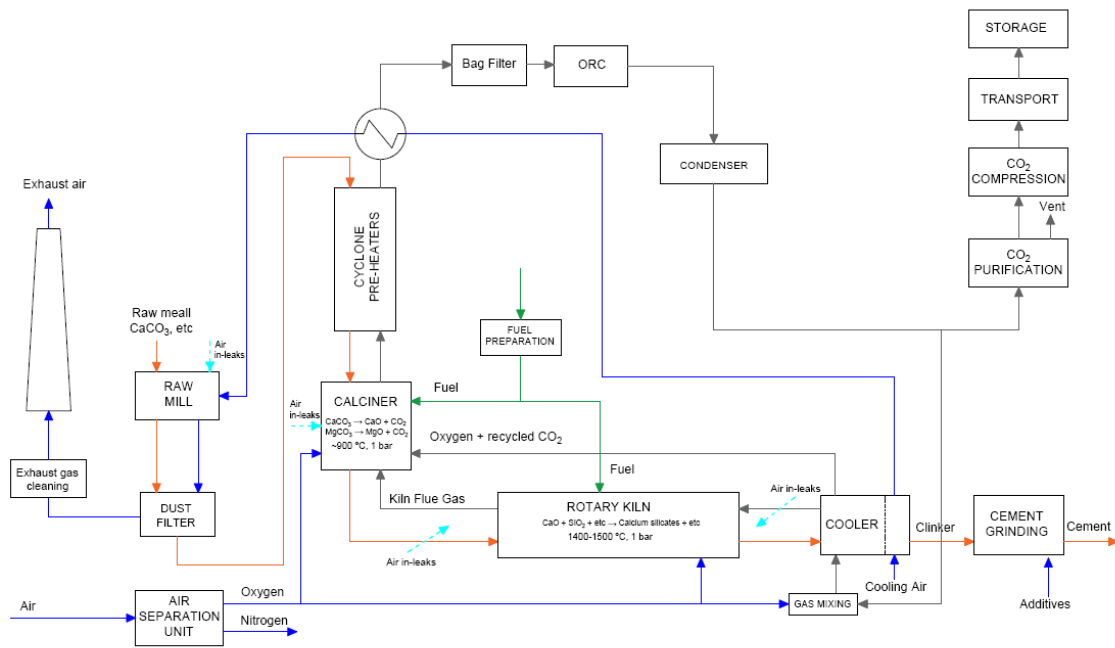 STORAGE
Bag Filter
ORC
TRANSPORT
CONDENSER
CO2
COMPRESSION
Vent
Exhaust air
CYCLONE
PRE-HEATERS
CO2
PURIFICATION
Raw meall
CaCO3, etc
Air
in-leaks
FUEL
PREPARATION
RAW
MILL
CALCINER
CaCO3 → CaO + CO2
MgCO3 → MgO + CO2
~900 ºC, 1 bar
Fuel
Air
in-leaks
Oxygen + recycled CO2
Exhaust gas
cleaning
Fuel
Kiln Flue Gas
Air in-leaks
DUST
FILTER
ROTARY KILN
CaO + SiO2 + etc → Calcium silicates + etc
1400-1500 ºC, 1 bar
COOLER
Clinker
CEMENT
GRINDING
Cement
Air in-leaks
Cooling Air
Oxygen
Air
AIR
SEPARATION
UNIT
Nitrogen
GAS MIXING
Additives